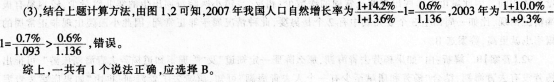 (3),结合上题计算方法,由图1、2可知,2007年我国人口自然增长率为(1+14.2%)/(1+13.6%)-1=0.6%/1.136,2003年为(1+10.0%)/(1+9.3%)-
1=0.7%/1.093>0.6%/1.136,错误。
综上,一共有1个说法正确,应选择B。